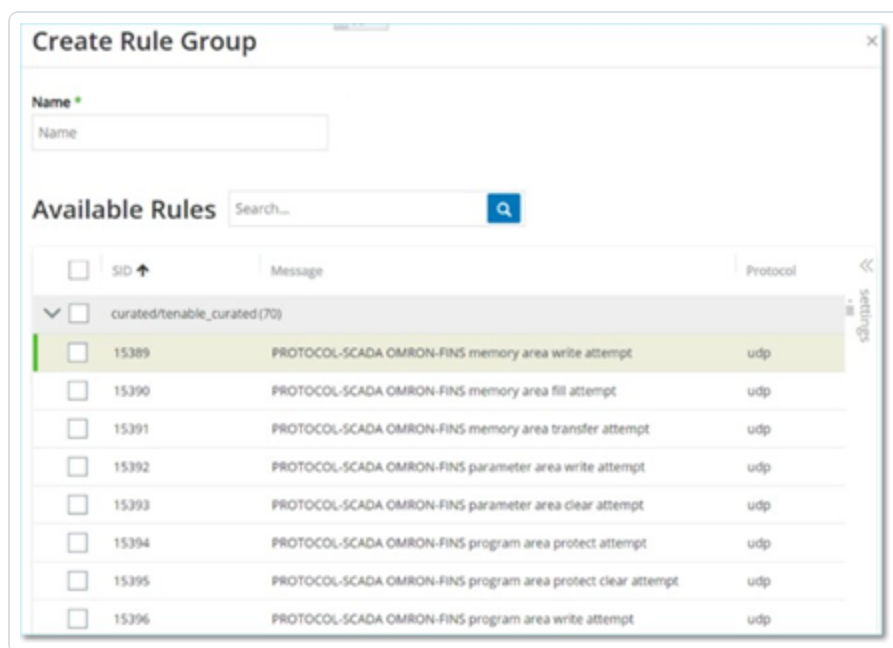 Create Rule Group
Name *
Name
Available Rules Search...
SID Message Protocol
settings
curated/tenable_curated (70)
15389 PROTOCOL-SCADA OMRON-FINS memory area write attempt udp
15390 PROTOCOL-SCADA OMRON-FINS memory area fill attempt udp
15391 PROTOCOL-SCADA OMRON-FINS memory area transfer attempt udp
15392 PROTOCOL-SCADA OMRON-FINS parameter area write attempt udp
15393 PROTOCOL-SCADA OMRON-FINS parameter area clear attempt udp
15394 PROTOCOL-SCADA OMRON-FINS program area protect attempt udp
15395 PROTOCOL-SCADA OMRON-FINS program area protect clear attempt udp
15396 PROTOCOL-SCADA OMRON-FINS program area write attempt udp